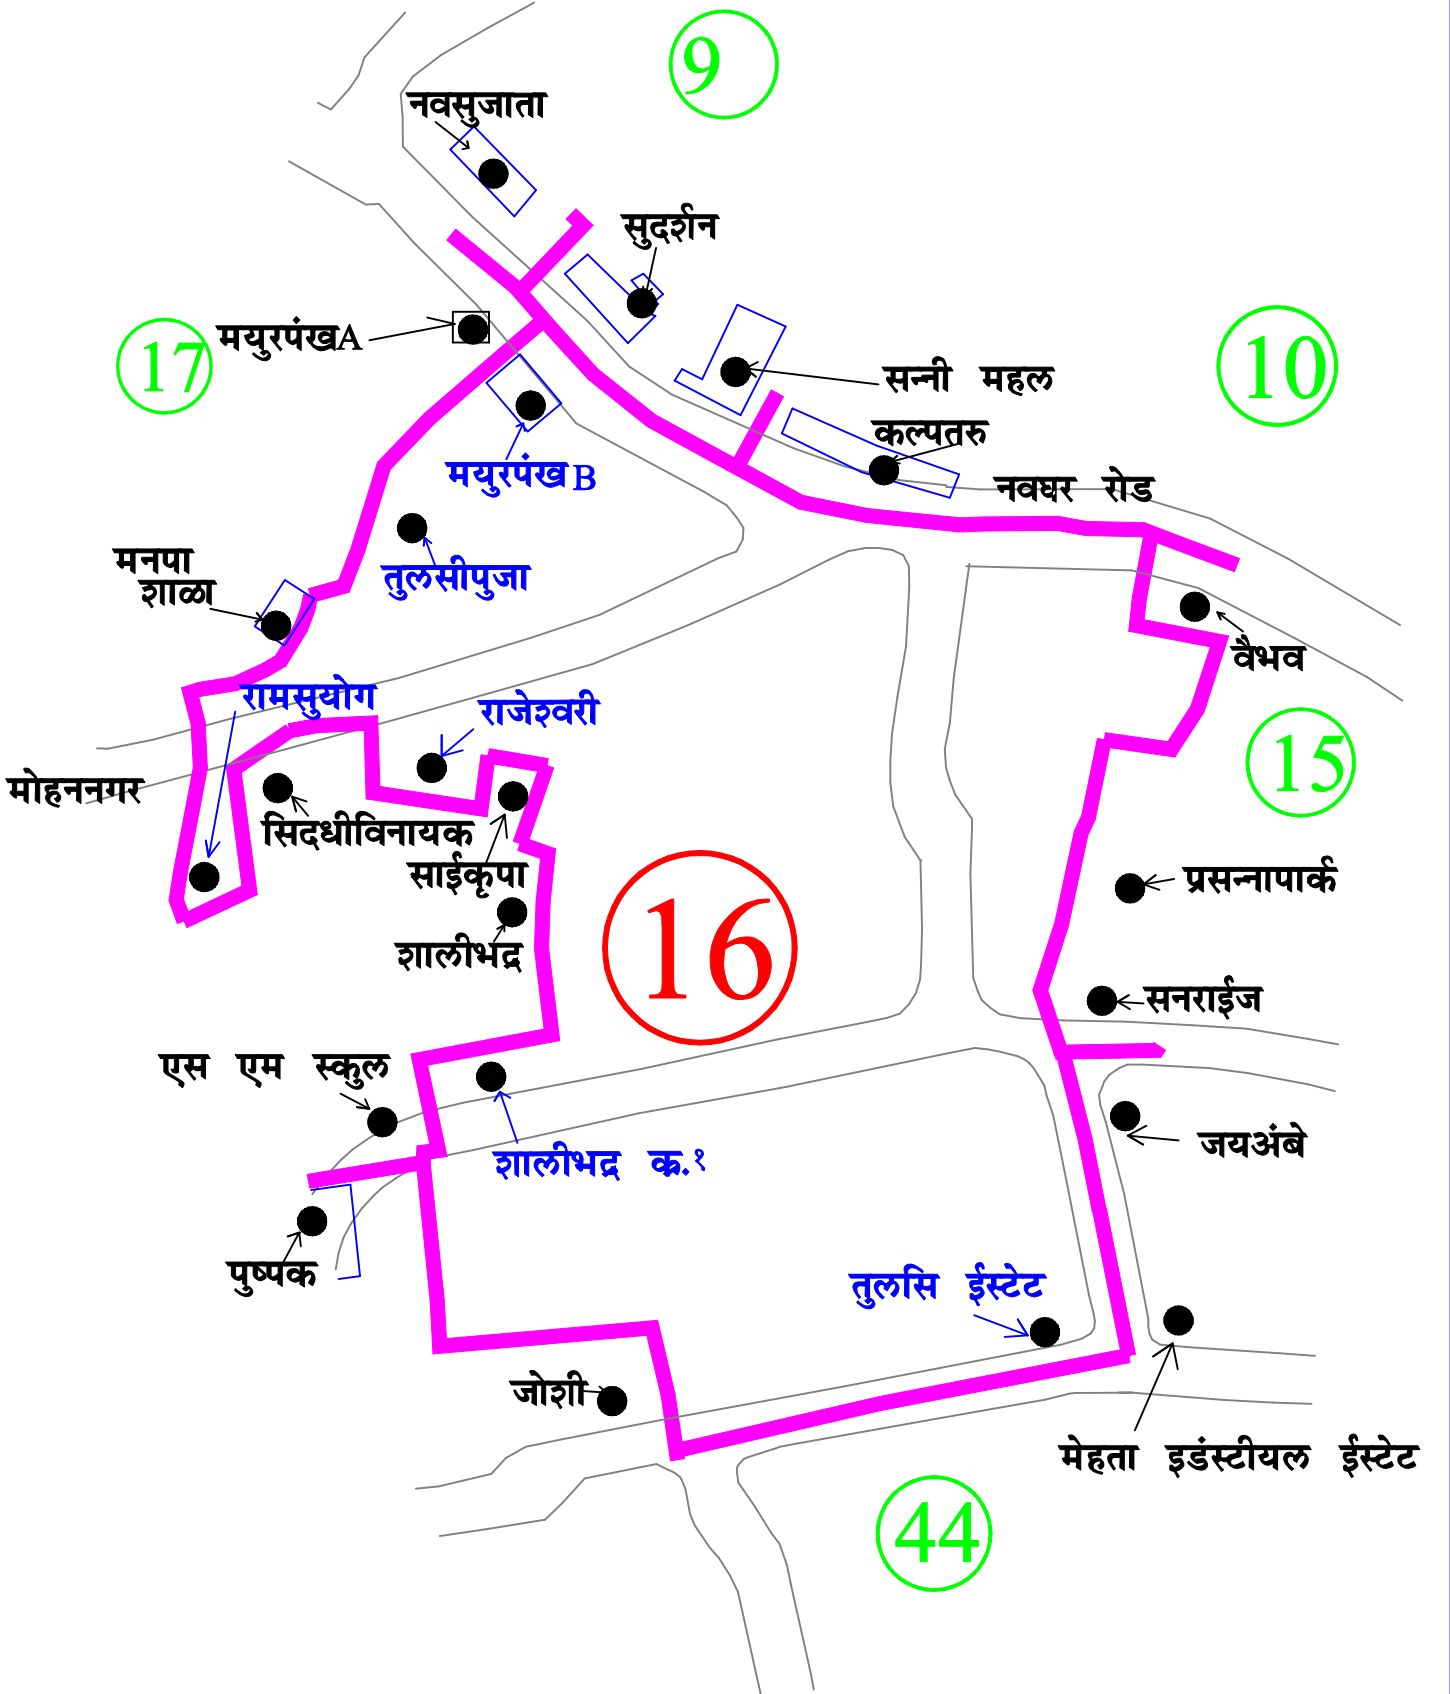 9
नवसुजाता
सुदर्शन
17
मयुरपंखA
10
सन्नी महल
कल्पतरु
मयुरपंख B
नवघर रोड
मनपा
शाळा
तुलसीपुजा
वैभव
रामसुयोग
राजेश्वरी
15
मोहननगर
सिदधीविनायक
साईकृपा
प्रसन्नापार्क
16
शालीभद्र
सनराईज
एस एम स्कुल
जयअंबे
शालीभद्र क्र.१
पुष्पक
तुलसि ईस्टेट
जोशी
मेहता इडंस्टीयल ईस्टेट
44